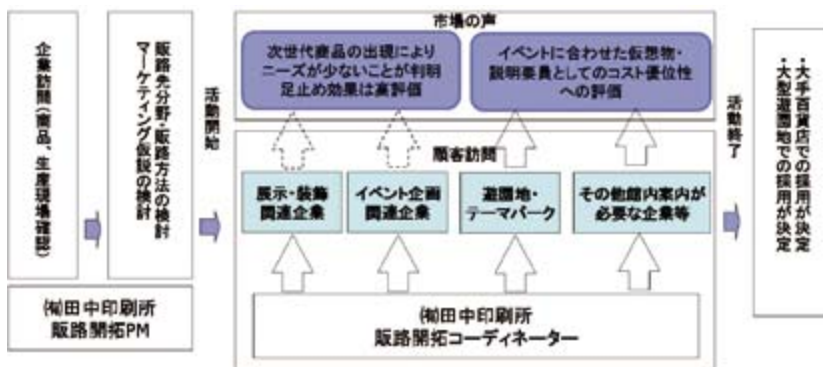 企業訪問(商品、生産現場確認)
販路先分野・販路方法の検討
マーケティング仮説の検討
㈲田中印刷所
販路開拓PM
活動開始
市場の声
次世代商品の出現により
ニーズが少ないことが判明
足止め効果は高評価
イベントに合わせた仮想物・
説明要員としてのコスト優位性
への評価
顧客訪問
展示・装飾
関連企業
イベント企画
関連企業
遊園地・
テーマパーク
その他館内案内が
必要な企業等
㈲田中印刷所
販路開拓コーディネーター
活動終了
・大手百貨店での採用が決定
・大型遊園地での採用が決定